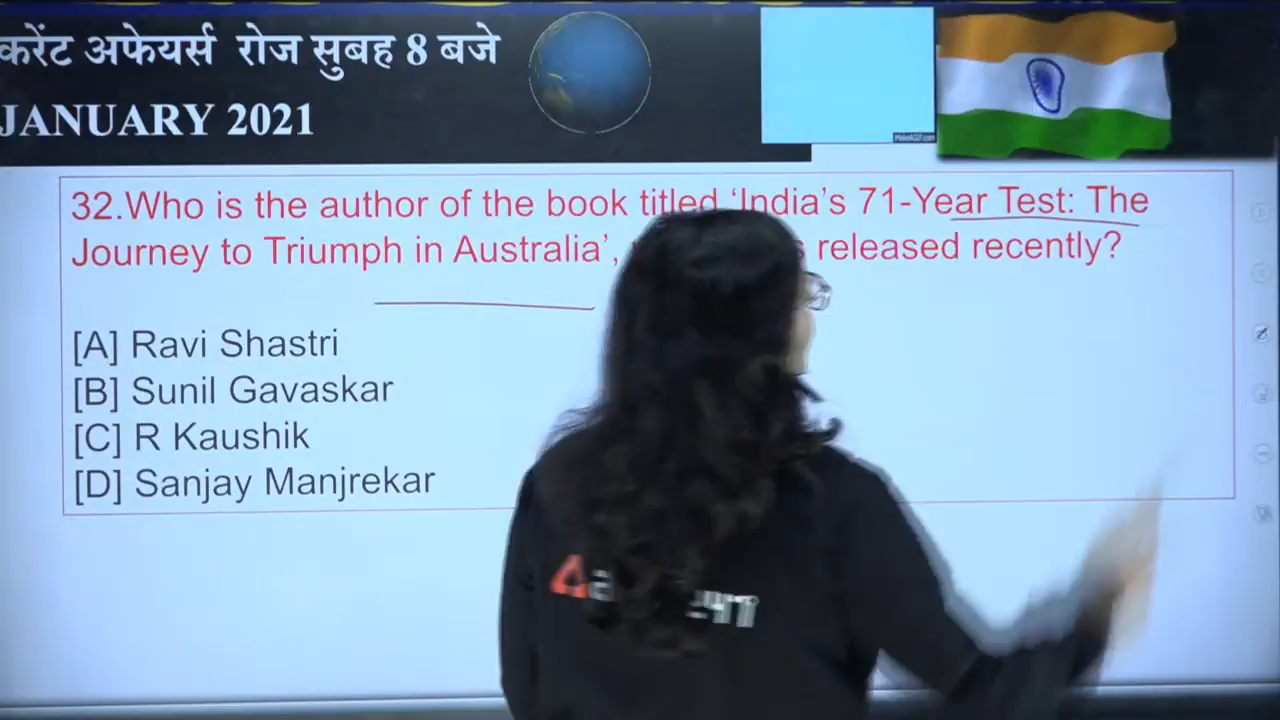 करेंट अफेयर्स रोज सुबह 8 बजे
JANUARY 2021
32.Who is the author of the book titled ‘India’s 71-Year Test: The
Journey to Triumph in Australia’, released recently?
[A] Ravi Shastri
[B] Sunil Gavaskar
[C] R Kaushik
[D] Sanjay Manjrekar